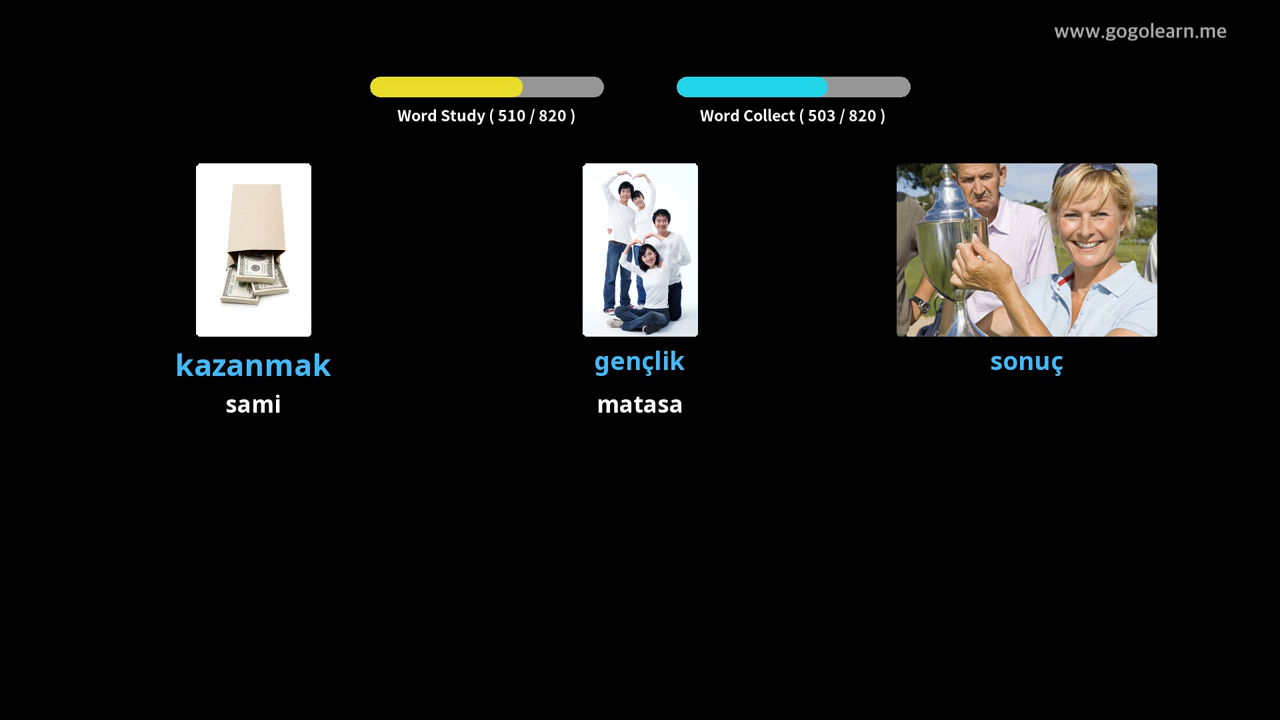 www.gogolearn.me
Word Study ( 510 / 820 )
Word Collect ( 503 / 820 )
kazanmak
gençlik
sonuç
sami
matasa